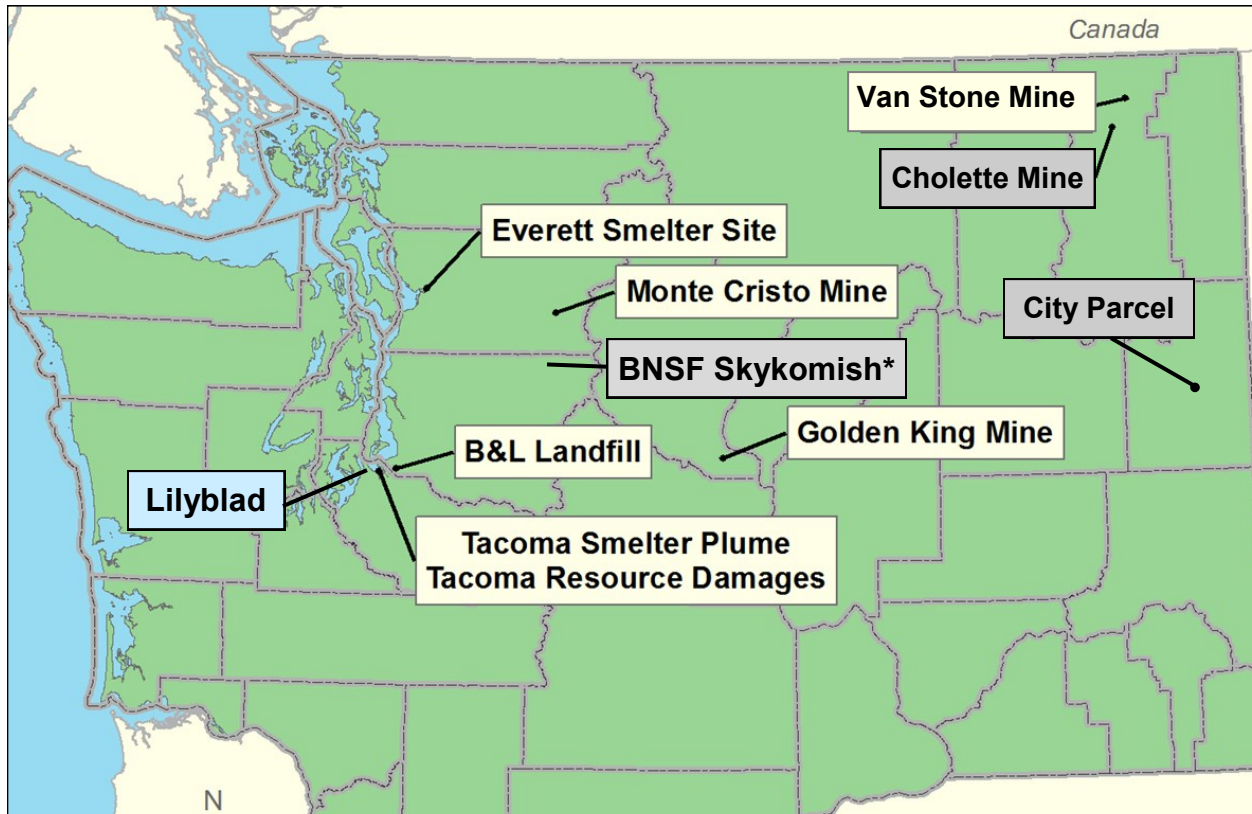 Canada
Van Stone Mine
Cholette Mine
Everett Smelter Site
Monte Cristo Mine
City Parcel
BNSF Skykomish*
Golden King Mine
B&L Landfill
Lilyblad
Tacoma Smelter Plume
Tacoma Resource Damages
N